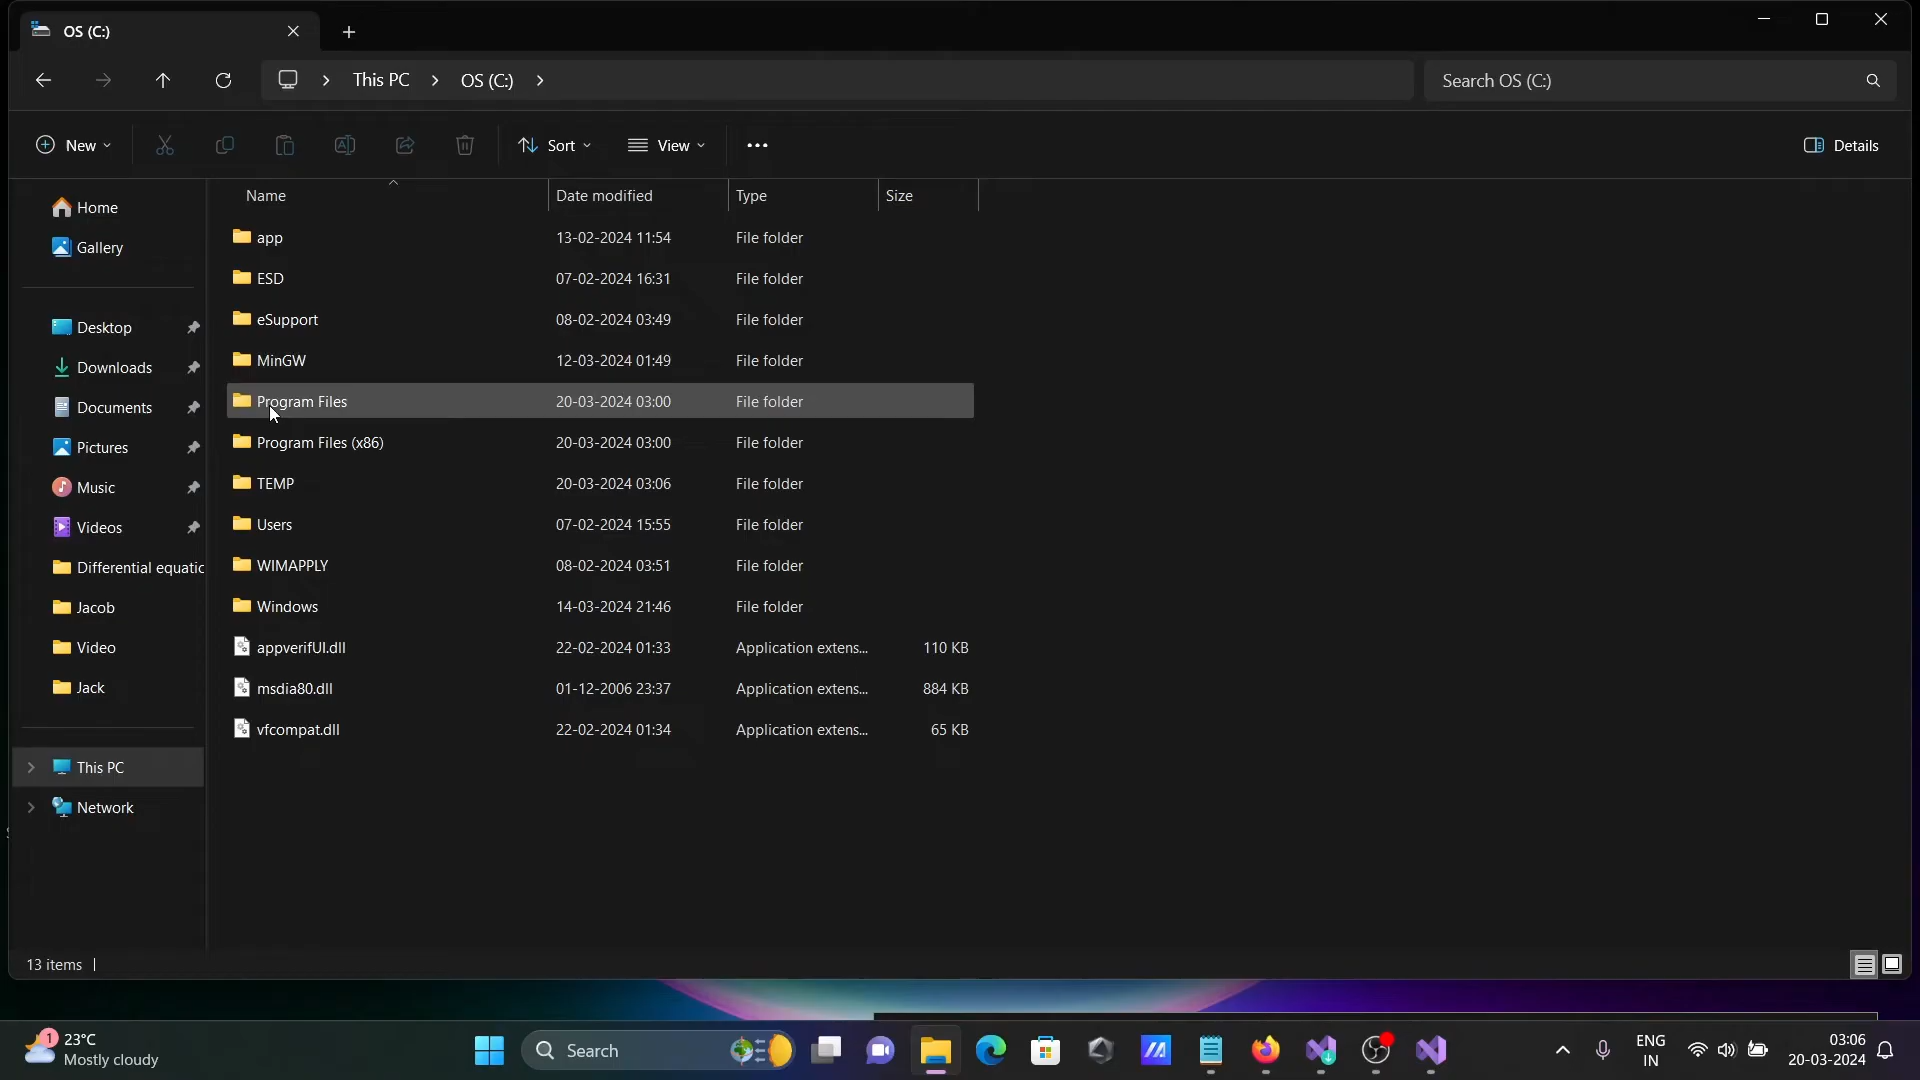 OS (C:)
This PC OS (C:)
Search OS (C:)
New Sort View Details
Name Date modified Type Size
Home
Gallery
Desktop
Downloads
Documents
Pictures
Music
Videos
Differential equatic
Jacob
Video
Jack
This PC
Network
app 13-02-2024 11:54 File folder
ESD 07-02-2024 16:31 File folder
eSupport 08-02-2024 03:49 File folder
MinGW 12-03-2024 01:49 File folder
Program Files 20-03-2024 03:00 File folder
Program Files (x86) 20-03-2024 03:00 File folder
TEMP 20-03-2024 03:06 File folder
Users 07-02-2024 15:55 File folder
WIMAPPLY 08-02-2024 03:51 File folder
Windows 14-03-2024 21:46 File folder
appverifUI.dll 22-02-2024 01:33 Application extens... 110 KB
msdia80.dll 01-12-2006 23:37 Application extens... 884 KB
vfcompat.dll 22-02-2024 01:34 Application extens... 65 KB
13 items
1 23°C
Mostly cloudy
Search
ENG
IN
03:06
20-03-2024